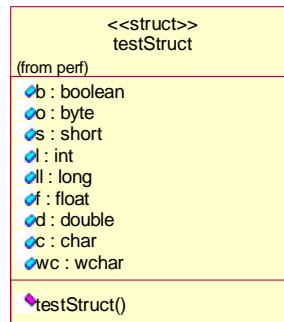 <<struct>>
testStruct
(from perf)
b : boolean
o : byte
s : short
l : int
ll : long
f : float
d : double
c : char
wc : wchar
testStruct()